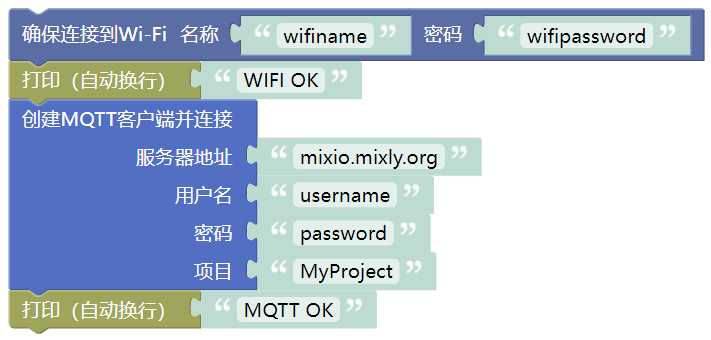 确保连接到Wi-Fi 名称 “ wifiname ” 密码 “ wifipassword ”
打印（自动换行） “ WIFI OK ”
创建MQTT客户端并连接
服务器地址 “ mixio.mixly.org ”
用户名 “ username ”
密码 “ password ”
项目 “ MyProject ”
打印（自动换行） “ MQTT OK ”